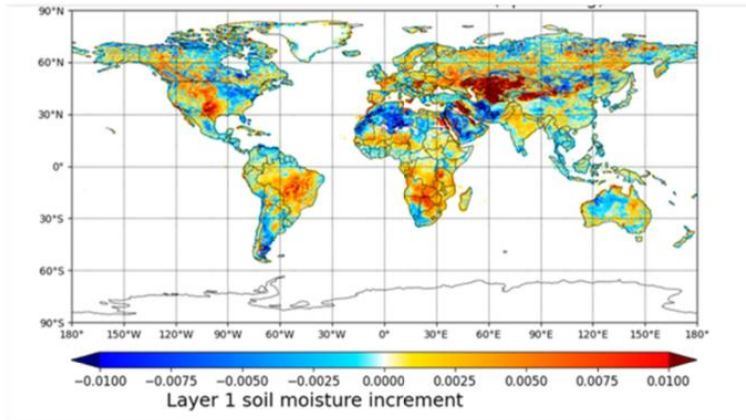 90°N
60°N
30°N
0°
30°S
60°S
90°S
180° 150°W 120°W 90°W 60°W 30°W 0° 30°E 60°E 90°E 120°E 150°E 180°
−0.0100 −0.0075 −0.0050 −0.0025 0.0000 0.0025 0.0050 0.0075 0.0100
Layer 1 soil moisture increment